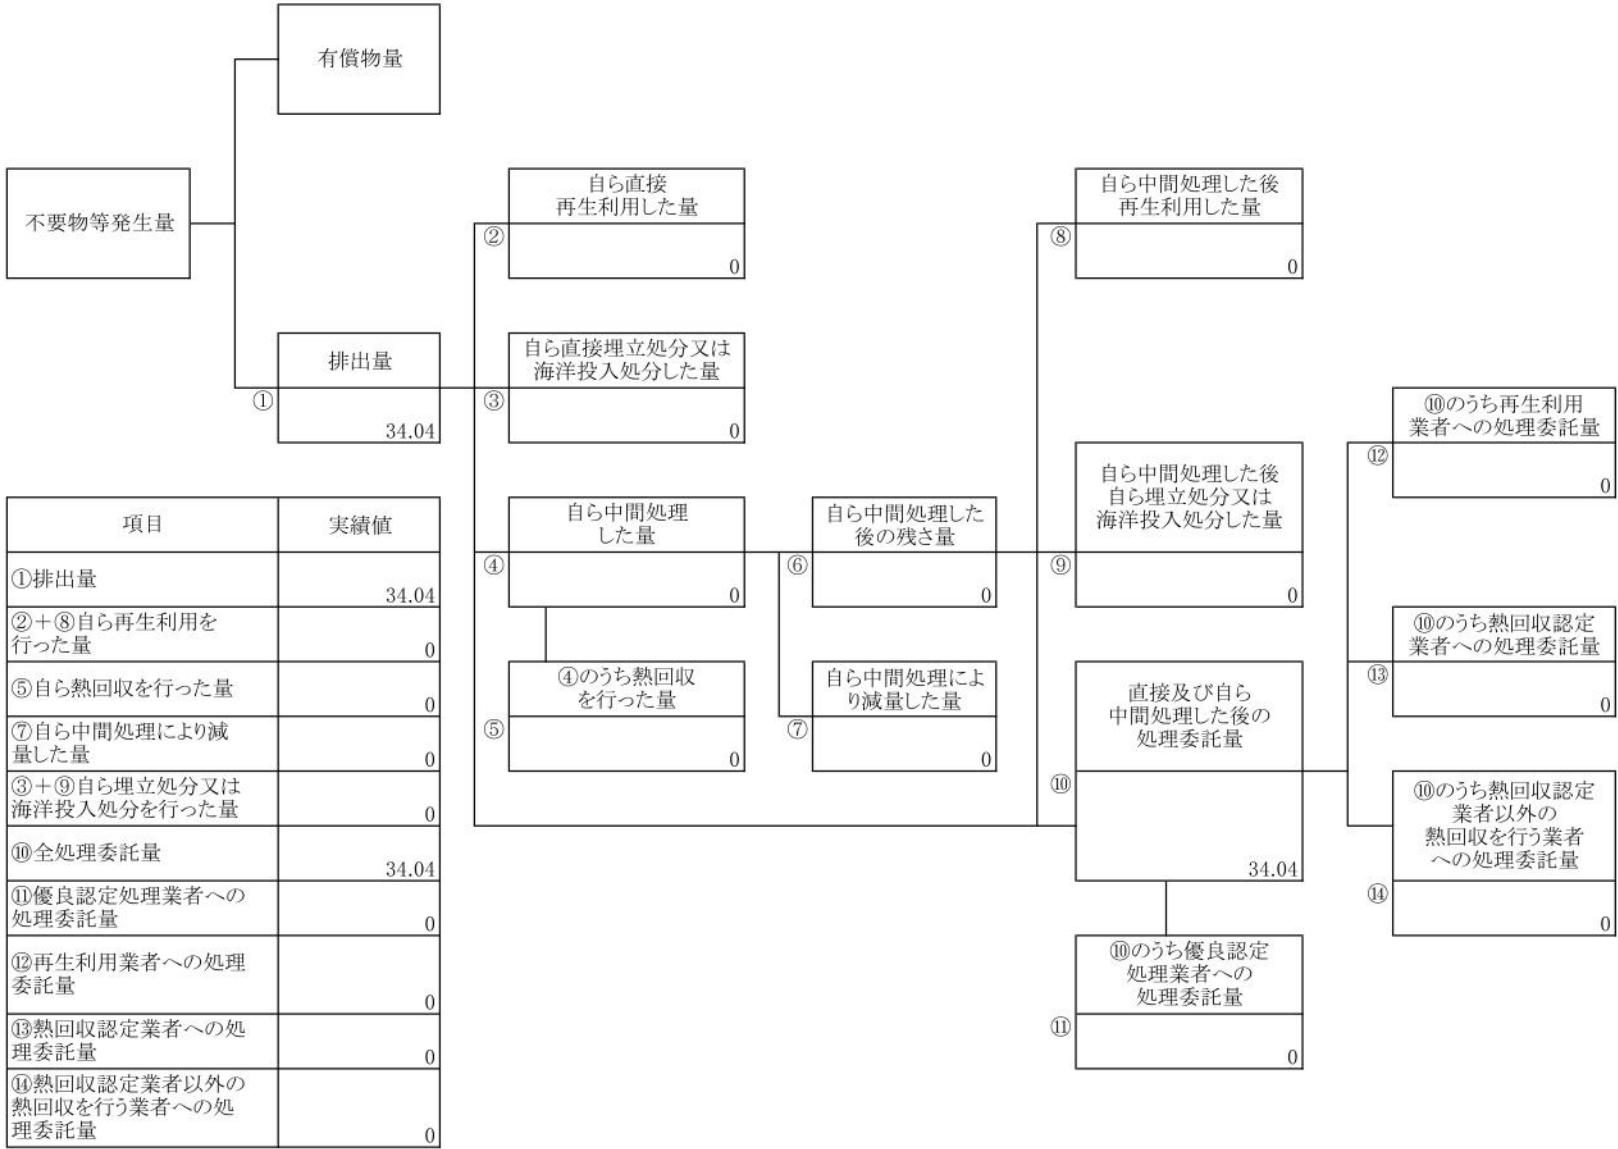 有償物量
不要物等発生量
排出量
①
34.04
自ら直接
再生利用した量
②
0
自ら直接埋立処分又は
海洋投入処分した量
③
0
自ら中間処理
した量
④
0
④のうち熱回収
を行った量
⑤
0
自ら中間処理した
後の残さ量
⑥
0
自ら中間処理によ
り減量した量
⑦
0
自ら中間処理した後
再生利用した量
⑧
0
自ら中間処理した後
自ら埋立処分又は
海洋投入処分した量
⑨
0
直接及び自ら
中間処理した後の
処理委託量
⑩
34.04
⑩のうち優良認定
処理業者への
処理委託量
⑪
0
⑩のうち再生利用
業者への処理委託量
⑫
0
⑩のうち熱回収認定
業者への処理委託量
⑬
0
⑩のうち熱回収認定
業者以外の
熱回収を行う業者
への処理委託量
⑭
0
項目 実績値
①排出量
34.04
②＋⑧自ら再生利用を
行った量
0
⑤自ら熱回収を行った量
0
⑦自ら中間処理により減
量した量
0
③＋⑨自ら埋立処分又は
海洋投入処分を行った量
0
⑩全処理委託量
34.04
⑪優良認定処理業者への
処理委託量
0
⑫再生利用業者への処理
委託量
0
⑬熱回収認定業者への処
理委託量
0
⑭熱回収認定業者以外の
熱回収を行う業者への処
理委託量
0